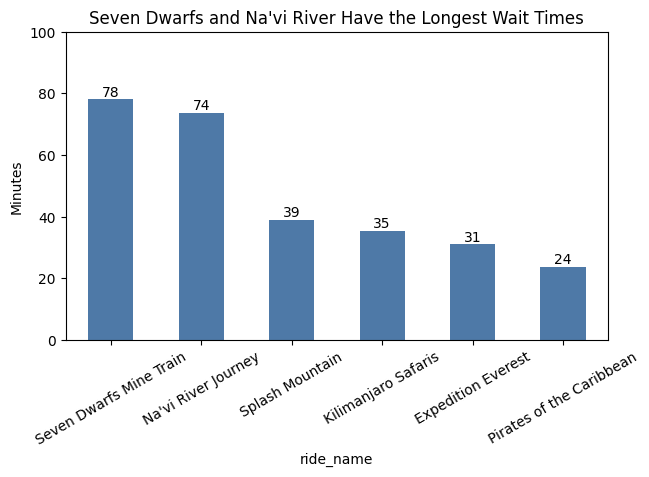 Seven Dwarfs and Na'vi River Have the Longest Wait Times
Minutes
100
80
60
40
20
0
78
74
39
35
31
24
Seven Dwarfs Mine Train
Na'vi River Journey
Splash Mountain
Kilimanjaro Safaris
Expedition Everest
Pirates of the Caribbean
ride_name